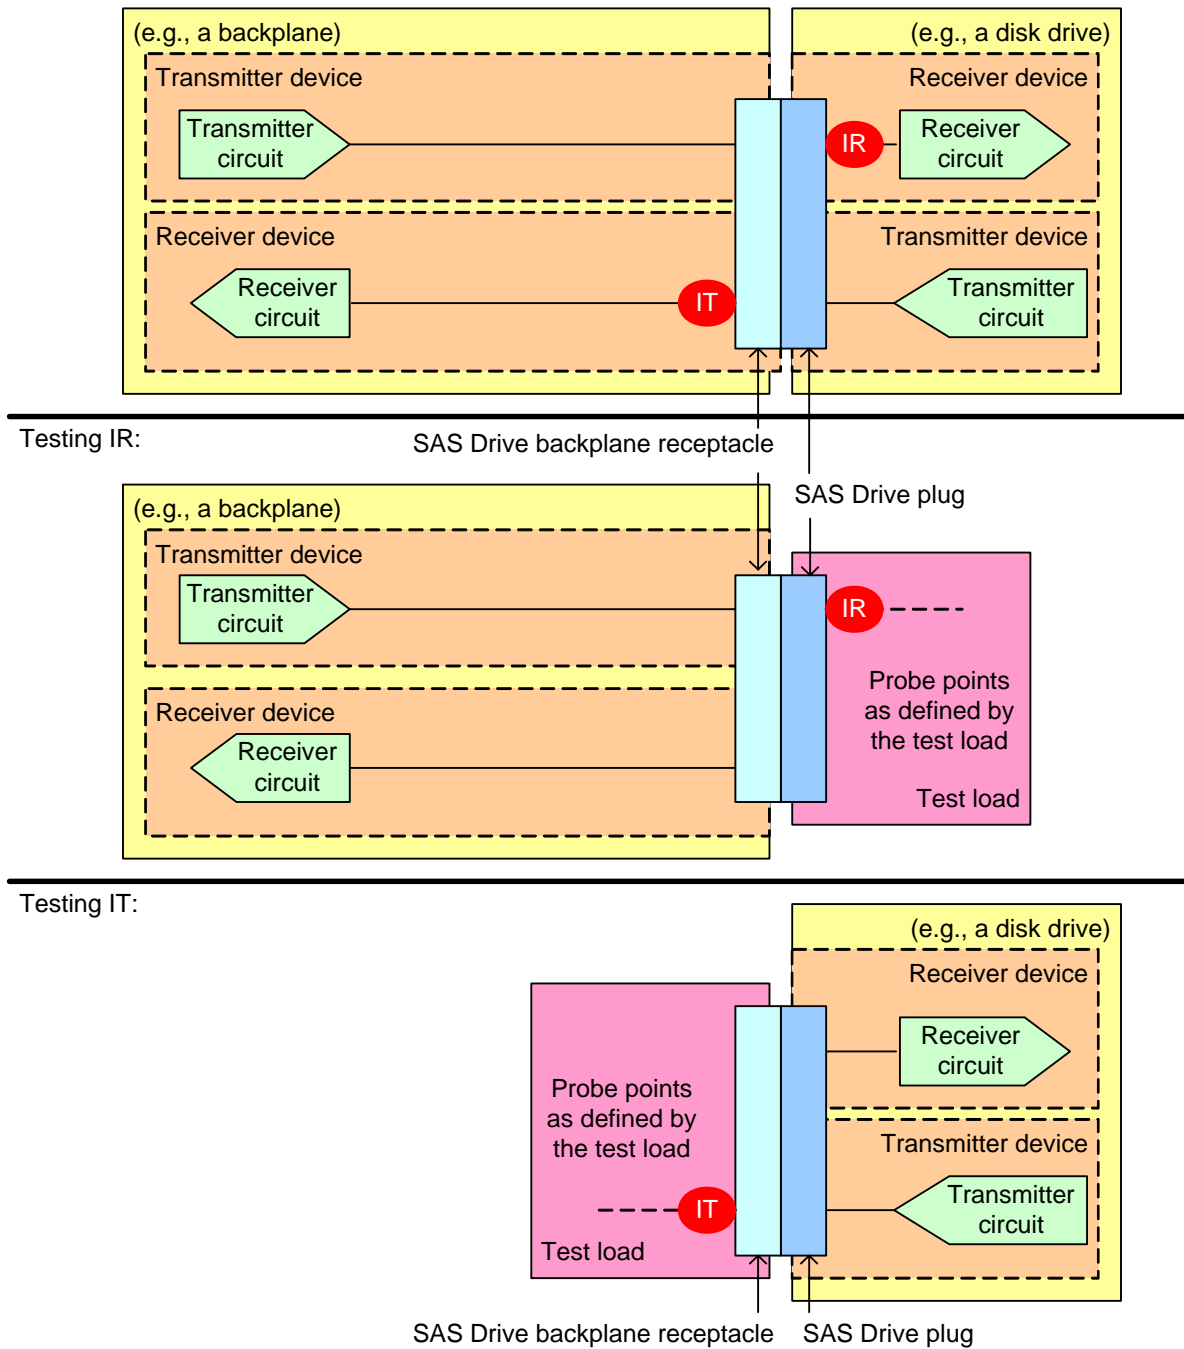 (e.g., a backplane)
(e.g., a disk drive)
Transmitter device
Receiver device
Transmitter
circuit
IR
Receiver
circuit
Receiver device
Transmitter device
Receiver
circuit
IT
Transmitter
circuit
Testing IR:
SAS Drive backplane receptacle
SAS Drive plug
(e.g., a backplane)
Transmitter device
Transmitter
circuit
IR
Probe points
as defined by
the test load
Receiver device
Receiver
circuit
Test load
Testing IT:
(e.g., a disk drive)
Receiver device
Receiver
circuit
Probe points
as defined by
the test load
Transmitter device
IT
Transmitter
circuit
Test load
SAS Drive backplane receptacle
SAS Drive plug